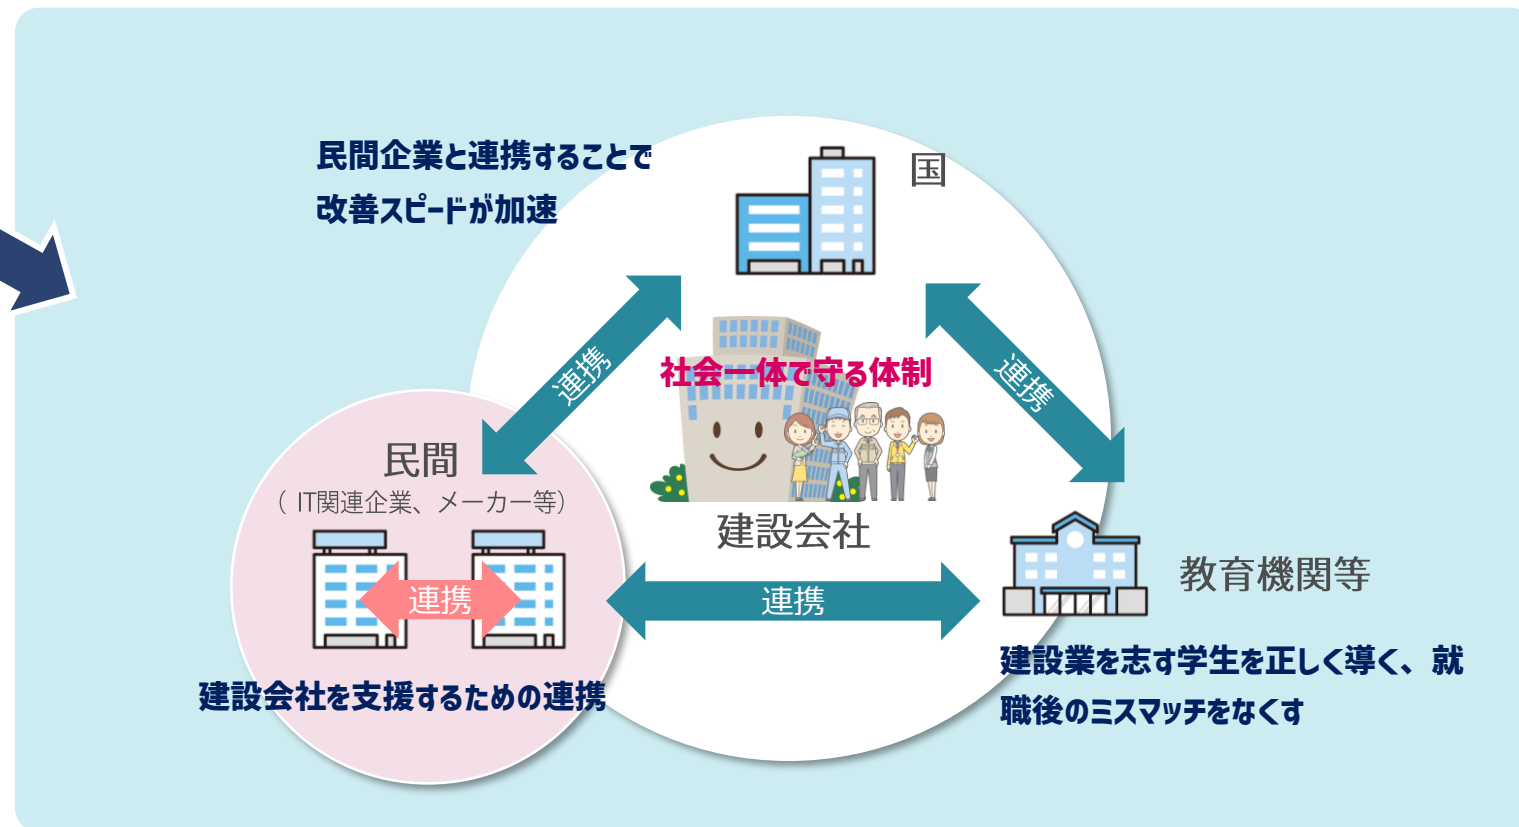 民間企業と連携することで
改善スピードが加速
国
連携
連携
社会一体で守る体制
民間
（ IT関連企業、メーカー等）
建設会社
教育機関等
連携
連携
建設業を志す学生を正しく導く、就
職後のミスマッチをなくす
建設会社を支援するための連携